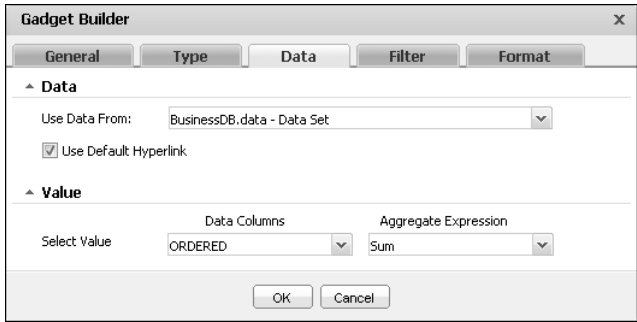 Gadget Builder x
General Type Data Filter Format
Data
Use Data From: BusinessDB.data - Data Set
Use Default Hyperlink
Value
Data Columns Aggregate Expression
Select Value ORDERED Sum
OK Cancel